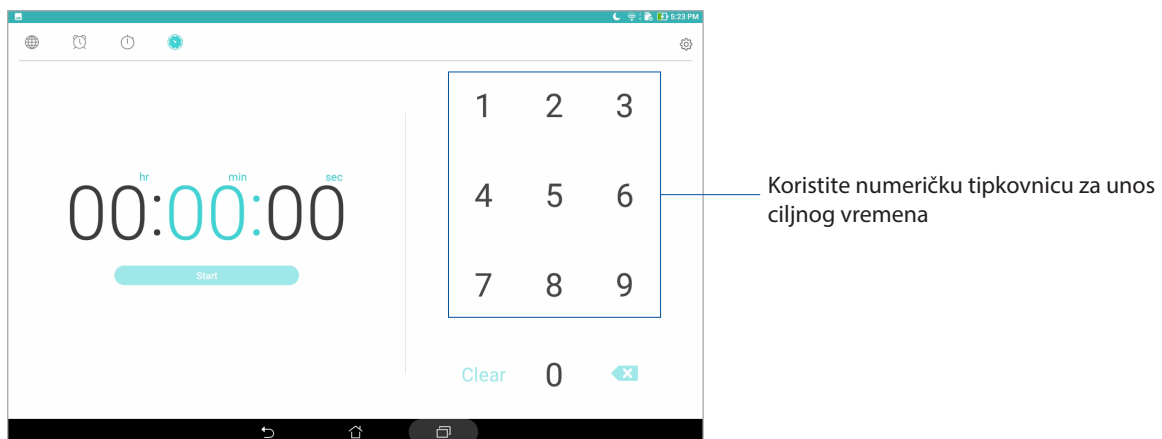 5:23 PM
hr min sec
00:00:00
Start
1 2 3
4 5 6
7 8 9
Clear 0
Koristite numeričku tipkovnicu za unos
ciljnog vremena